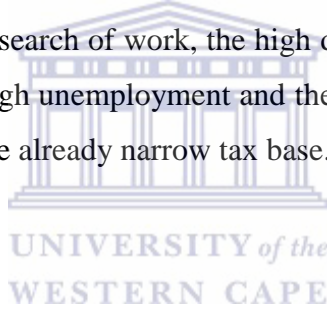 search of work, the high
gh unemployment and the
e already narrow tax base.
UNIVERSITY of the
WESTERN CAPE